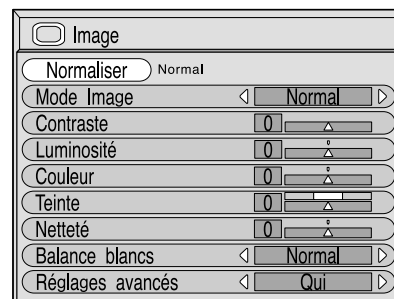 Image
Normaliser Normal
Mode Image Normal
Contraste 0
Luminosité 0
Couleur 0
Teinte 0
Netteté 0
Balance blancs Normal
Réglages avancés Qui